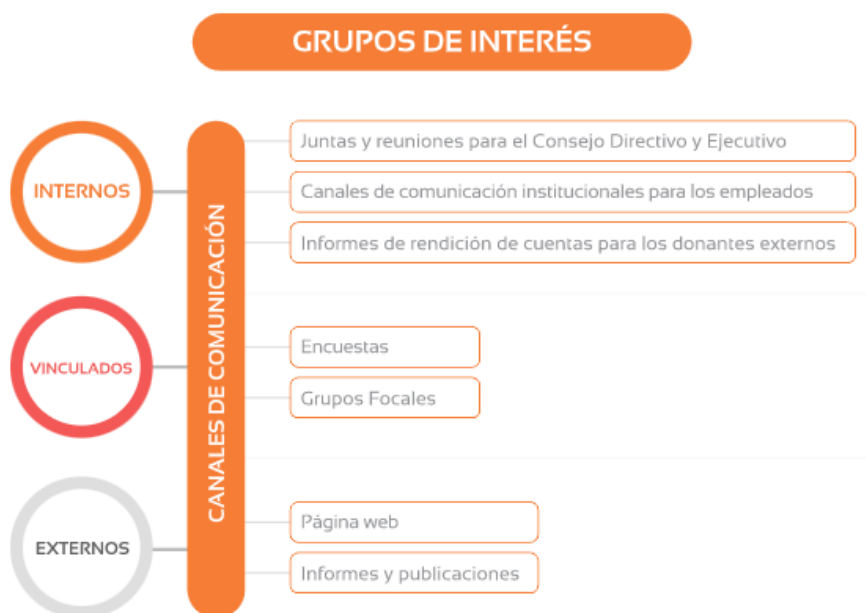 GRUPOS DE INTERÉS
INTERNOS
CANALES DE COMUNICACIÓN
Juntas y reuniones para el Consejo Directivo y Ejecutivo
Canales de comunicación institucionales para los empleados
Informes de rendición de cuentas para los donantes externos
VINCULADOS
Encuestas
Grupos Focales
EXTERNOS
Página web
Informes y publicaciones